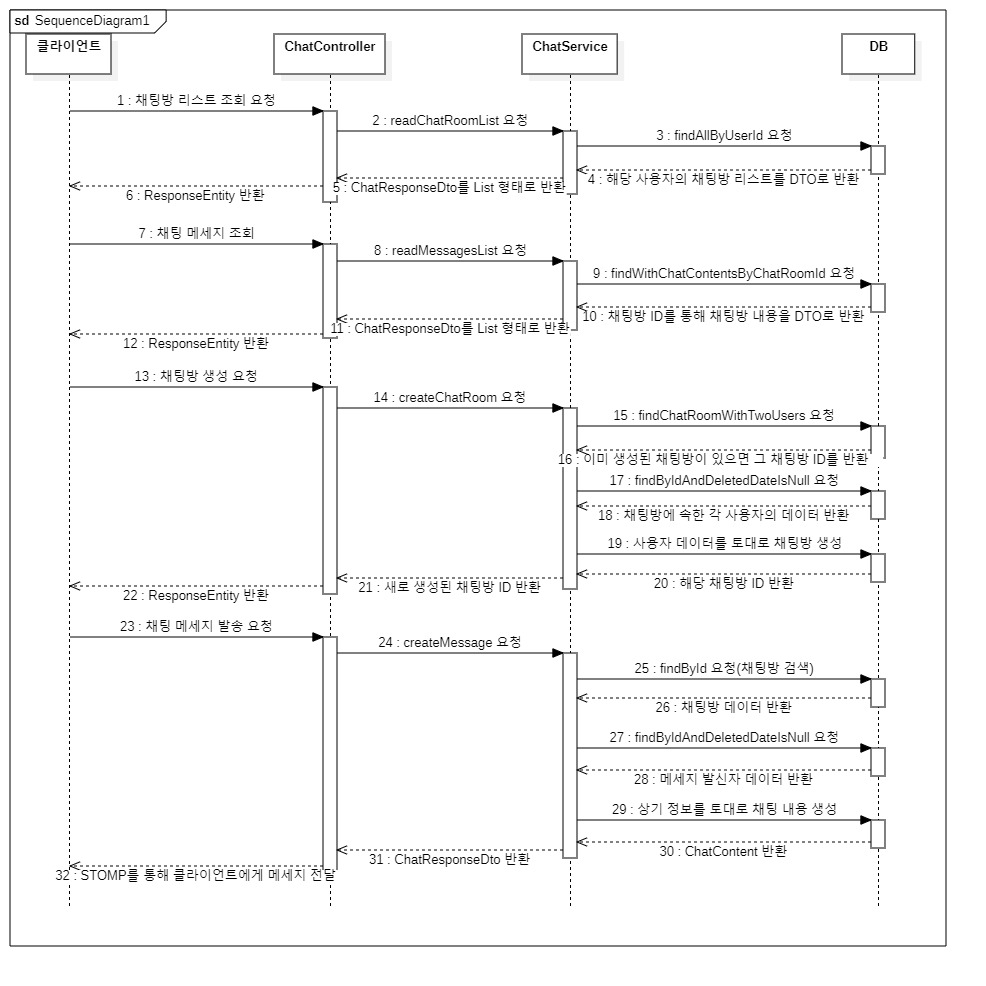 sd SequenceDiagram1
클라이언트
ChatController
ChatService
DB
1 : 채팅방 리스트 조회 요청
2 : readChatRoomList 요청
3 : findAllByUserId 요청
4 : 해당 사용자의 채팅방 리스트를 DTO로 반환
5 : ChatResponseDto를 List 형태로 반환
6 : ResponseEntity 반환
7 : 채팅 메세지 조회
8 : readMessagesList 요청
9 : findWithChatContentsByChatRoomId 요청
10 : 채팅방 ID를 통해 채팅방 내용을 DTO로 반환
11 : ChatResponseDto를 List 형태로 반환
12 : ResponseEntity 반환
13 : 채팅방 생성 요청
14 : createChatRoom 요청
15 : findChatRoomWithTwoUsers 요청
16 : 이미 생성된 채팅방이 있으면 그 채팅방 ID를 반환
17 : findByIdAndDeletedDateIsNull 요청
18 : 채팅방에 속한 각 사용자의 데이터 반환
19 : 사용자 데이터를 토대로 채팅방 생성
20 : 해당 채팅방 ID 반환
21 : 새로 생성된 채팅방 ID 반환
22 : ResponseEntity 반환
23 : 채팅 메세지 발송 요청
24 : createMessage 요청
25 : findById 요청(채팅방 검색)
26 : 채팅방 데이터 반환
27 : findByIdAndDeletedDateIsNull 요청
28 : 메세지 발신자 데이터 반환
29 : 상기 정보를 토대로 채팅 내용 생성
30 : ChatContent 반환
31 : ChatResponseDto 반환
32 : STOMP를 통해 클라이언트에게 메세지 전달